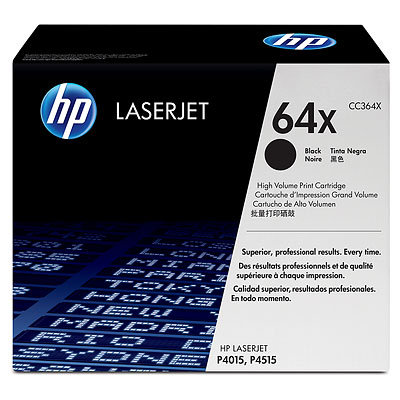 hp
LASERJET
64x
CC364X
Black Tinta Negra
Noire 黑色
High Volume Print Cartridge
Cartouche d'Impression Grand Volume
Cartucho de Alto Volumen
批量打印硒鼓
Superior, professional results. Every time.
Des résultats professionnels et de qualité
supérieure à chaque impression.
Calidad superior, resultados profesionales.
En todo momento.
HP LASERJET
P4015, P4515